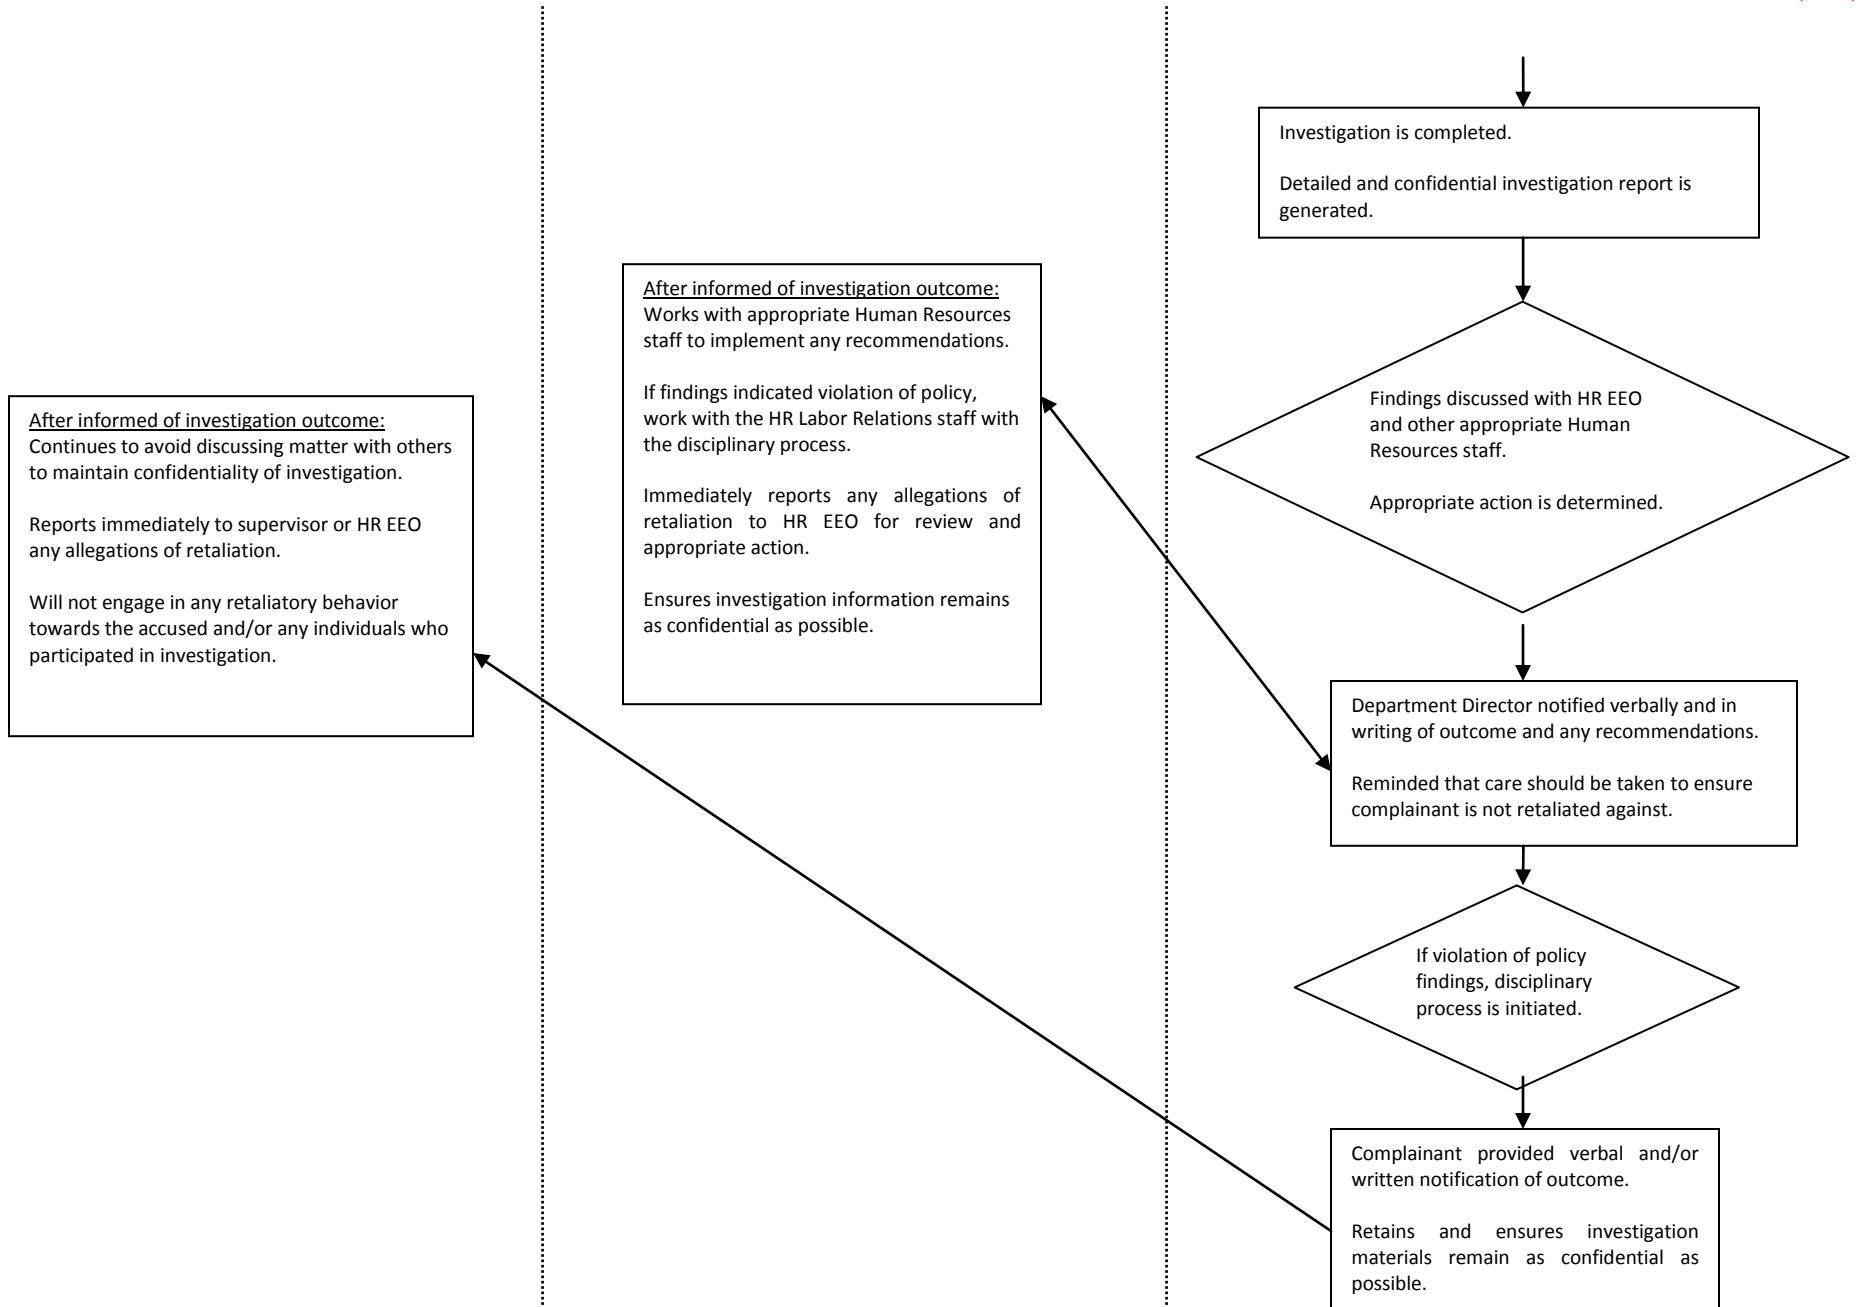 After informed of investigation outcome:
Continues to avoid discussing matter with others
to maintain confidentiality of investigation.
Reports immediately to supervisor or HR EEO
any allegations of retaliation.
Will not engage in any retaliatory behavior
towards the accused and/or any individuals who
participated in investigation.
After informed of investigation outcome:
Works with appropriate Human Resources
staff to implement any recommendations.
If findings indicated violation of policy,
work with the HR Labor Relations staff with
the disciplinary process.
Immediately reports any allegations of
retaliation to HR EEO for review and
appropriate action.
Ensures investigation information remains
as confidential as possible.
Investigation is completed.
Detailed and confidential investigation report is
generated.
Findings discussed with HR EEO
and other appropriate Human
Resources staff.
Appropriate action is determined.
Department Director notified verbally and in
writing of outcome and any recommendations.
Reminded that care should be taken to ensure
complainant is not retaliated against.
If violation of policy
findings, disciplinary
process is initiated.
Complainant provided verbal and/or
written notification of outcome.
Retains and ensures investigation
materials remain as confidential as
possible.